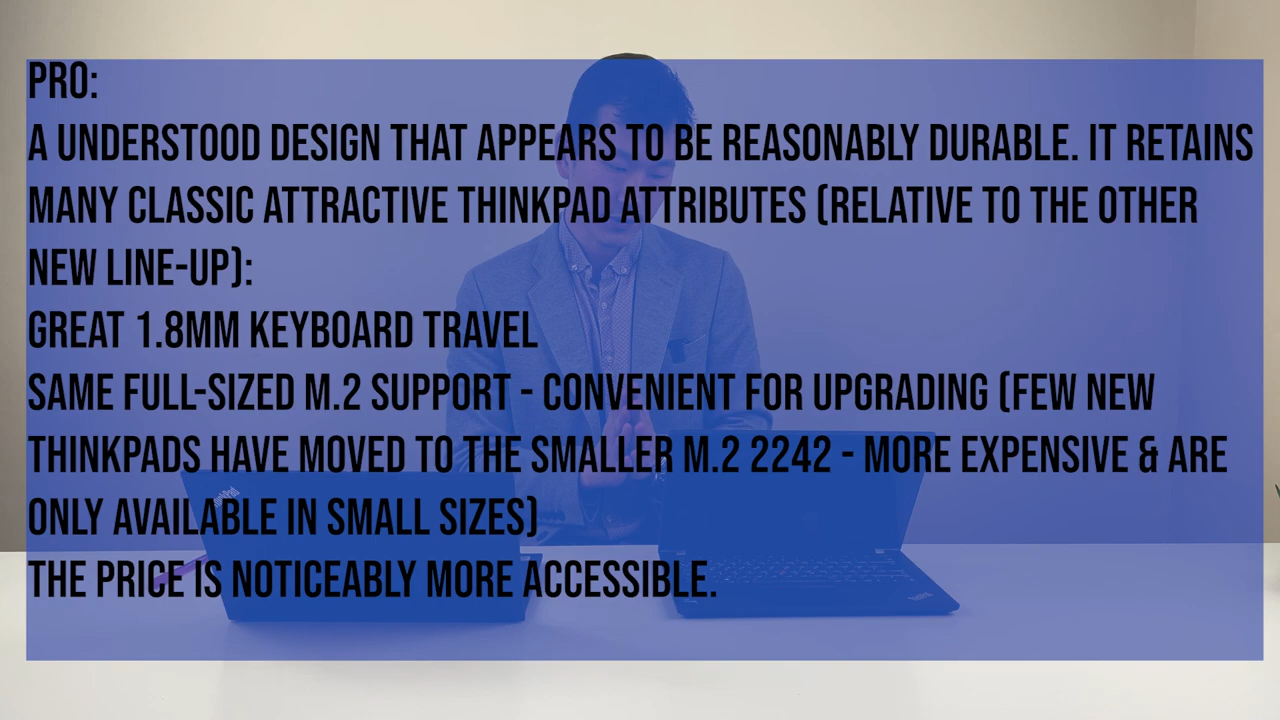 PRO:
A UNDERSTOOD DESIGN THAT APPEARS TO BE REASONABLY DURABLE. IT RETAINS
MANY CLASSIC ATTRACTIVE THINKPAD ATTRIBUTES (RELATIVE TO THE OTHER
NEW LINE-UP):
GREAT 1.8MM KEYBOARD TRAVEL
SAME FULL-SIZED M.2 SUPPORT - CONVENIENT FOR UPGRADING (FEW NEW
THINKPADS HAVE MOVED TO THE SMALLER M.2 2242 - MORE EXPENSIVE & ARE
ONLY AVAILABLE IN SMALL SIZES)
THE PRICE IS NOTICEABLY MORE ACCESSIBLE.
ThinkPad
ThinkPad